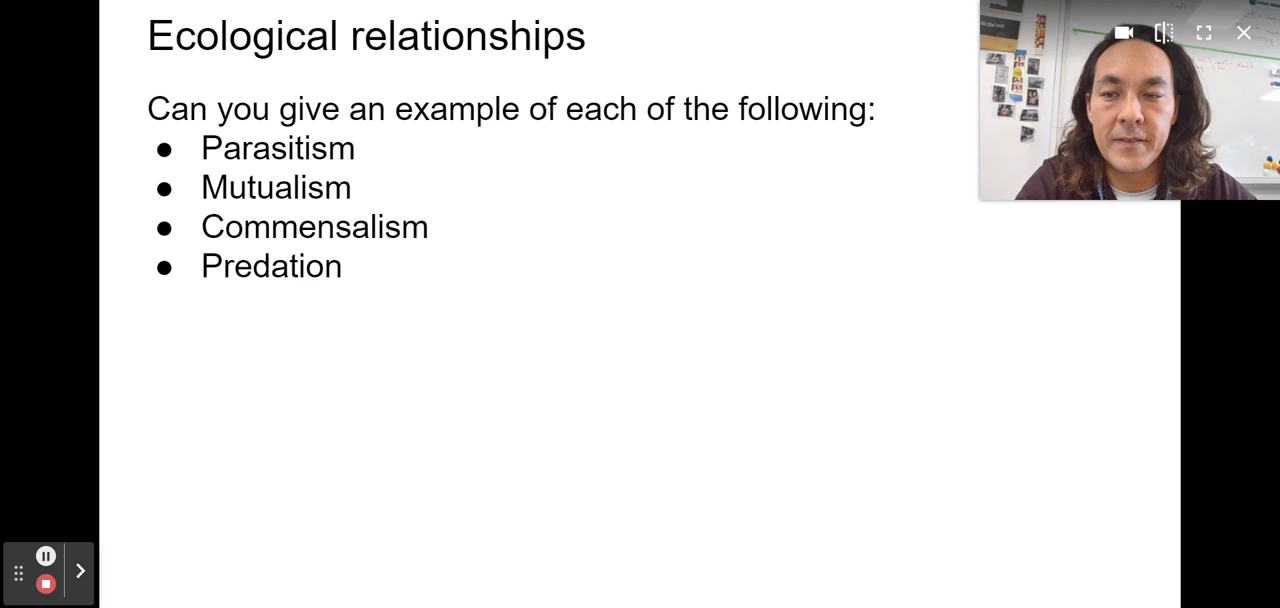 Ecological relationships
Can you give an example of each of the following:
● Parasitism
● Mutualism
● Commensalism
● Predation